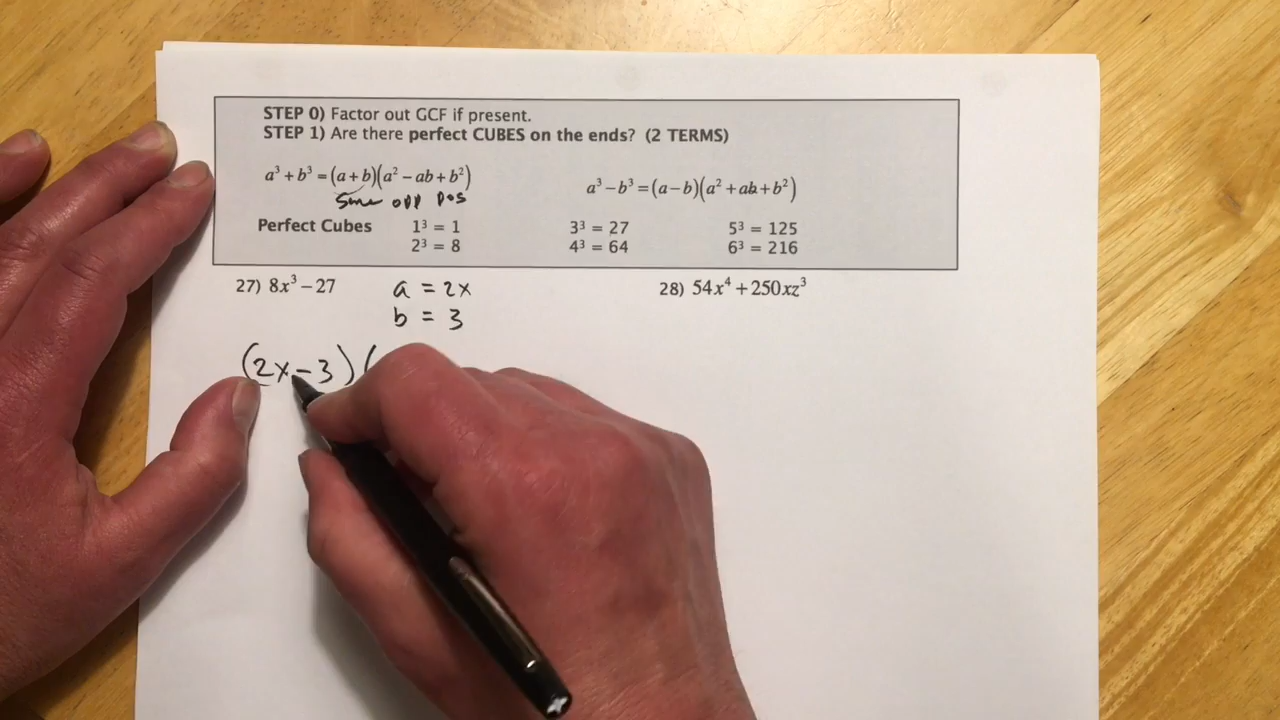 STEP 0) Factor out GCF if present.
STEP 1) Are there perfect CUBES on the ends? (2 TERMS)
a³ + b³ = (a + b)(a² − ab + b²)
a³ − b³ = (a − b)(a² + ab + b²)
Same opp pos
Perfect Cubes 1³ = 1 3³ = 27 5³ = 125
2³ = 8 4³ = 64 6³ = 216
27) 8x³ − 27 a = 2x 28) 54x⁴ + 250xz³
b = 3
(2x − 3)(